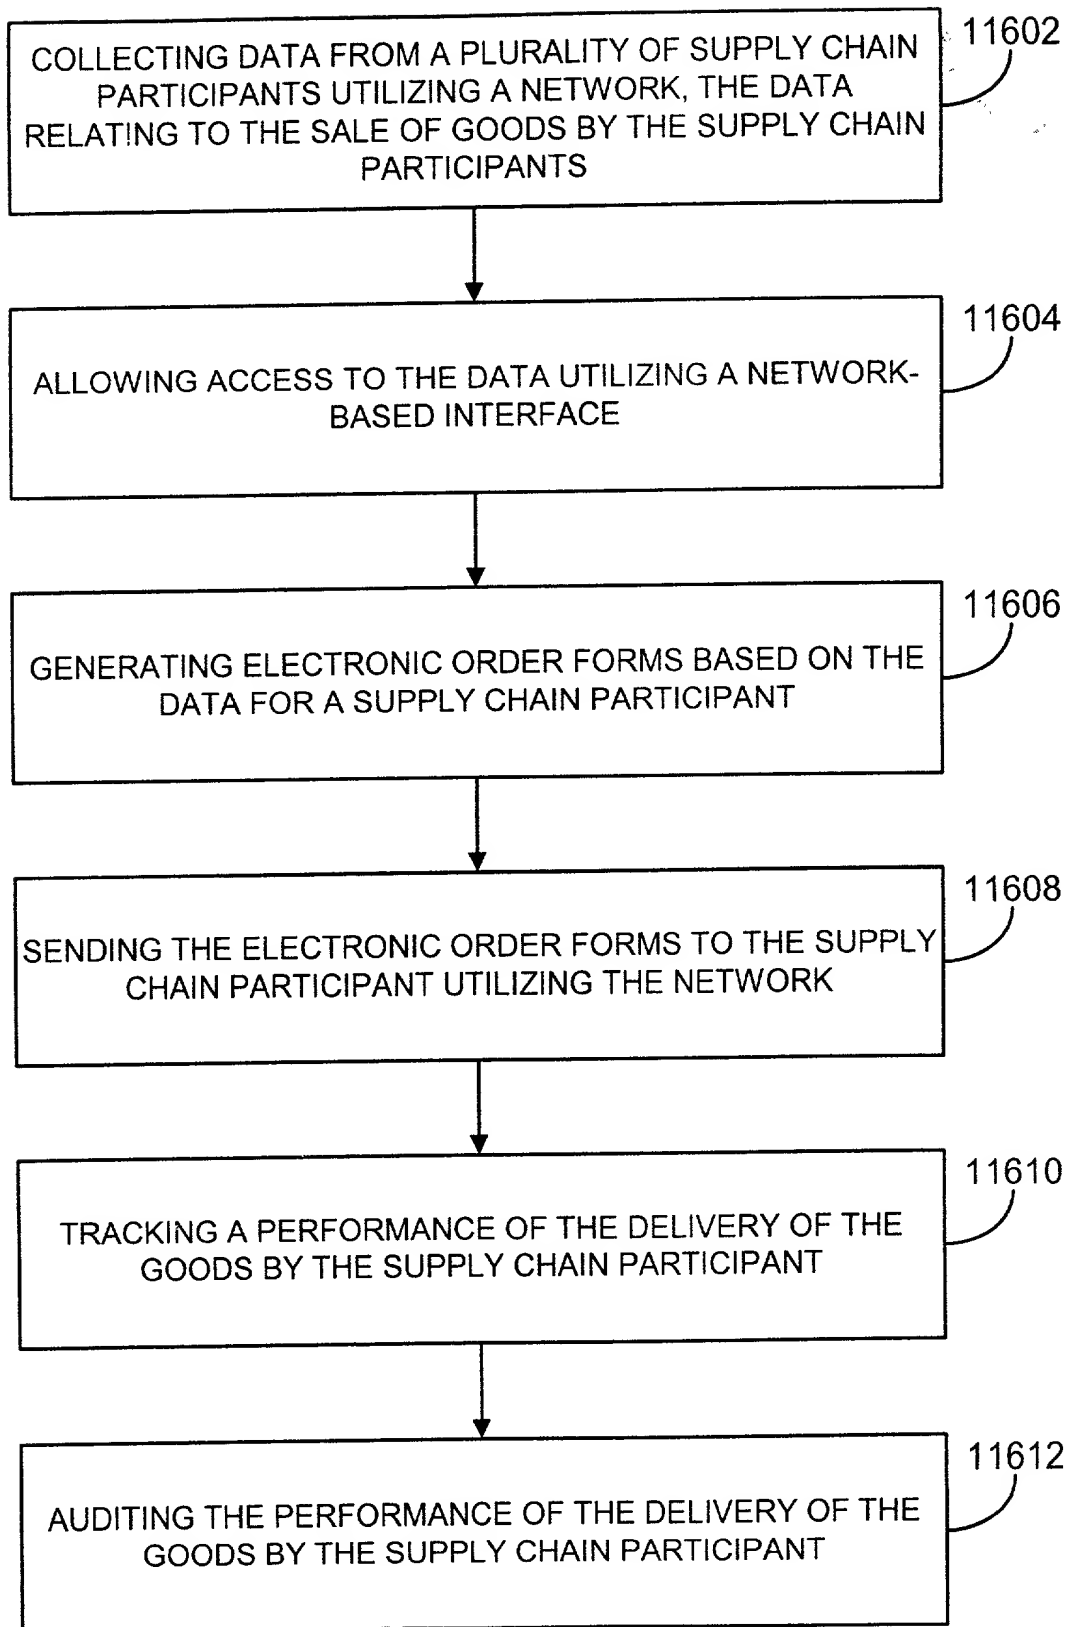 11602
COLLECTING DATA FROM A PLURALITY OF SUPPLY CHAIN
PARTICIPANTS UTILIZING A NETWORK, THE DATA
RELATING TO THE SALE OF GOODS BY THE SUPPLY CHAIN
PARTICIPANTS
11604
ALLOWING ACCESS TO THE DATA UTILIZING A NETWORK-
BASED INTERFACE
11606
GENERATING ELECTRONIC ORDER FORMS BASED ON THE
DATA FOR A SUPPLY CHAIN PARTICIPANT
11608
SENDING THE ELECTRONIC ORDER FORMS TO THE SUPPLY
CHAIN PARTICIPANT UTILIZING THE NETWORK
11610
TRACKING A PERFORMANCE OF THE DELIVERY OF THE
GOODS BY THE SUPPLY CHAIN PARTICIPANT
11612
AUDITING THE PERFORMANCE OF THE DELIVERY OF THE
GOODS BY THE SUPPLY CHAIN PARTICIPANT